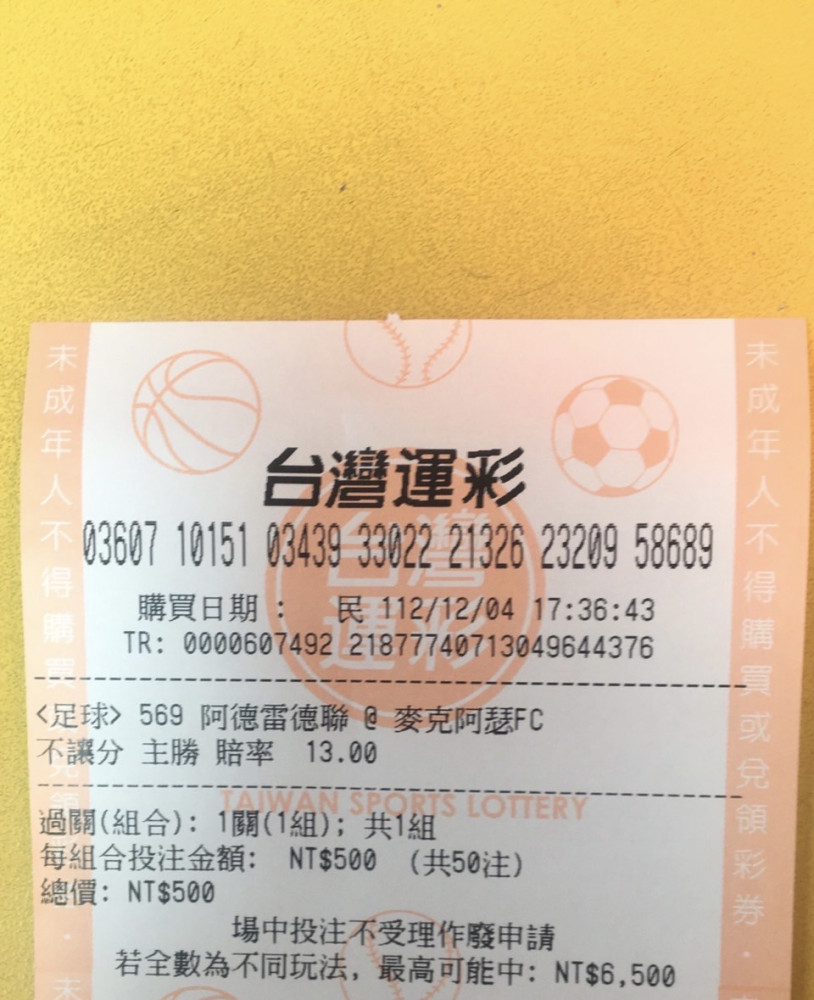 台灣運彩
03607 10151 03439 33022 21326 23209 58689
購買日期： 民 112/12/04 17:36:43
TR: 0000607492 21877740713049644376
<足球> 569 阿德雷德聯 @ 麥克阿瑟FC
不讓分 主勝 賠率 13.00
TAIWAN SPORTS LOTTERY
過關(組合): 1關(1組); 共1組
每組合投注金額: NT$500 (共50注)
總價: NT$500
場中投注不受理作廢申請
若全數為不同玩法, 最高可能中: NT$6,500
未成年人不得購買
未成年人不得購買或兌領彩券．
台灣運彩